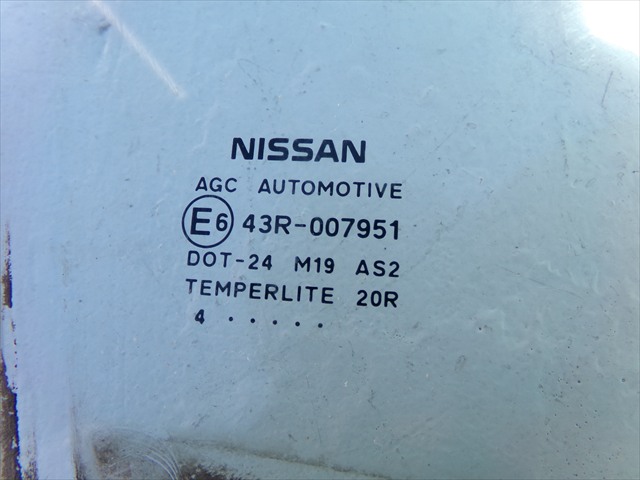 NISSAN
AGC AUTOMOTIVE
E6 43R-007951
DOT-24 M19 AS2
TEMPERLITE 20R
4 . . . . .